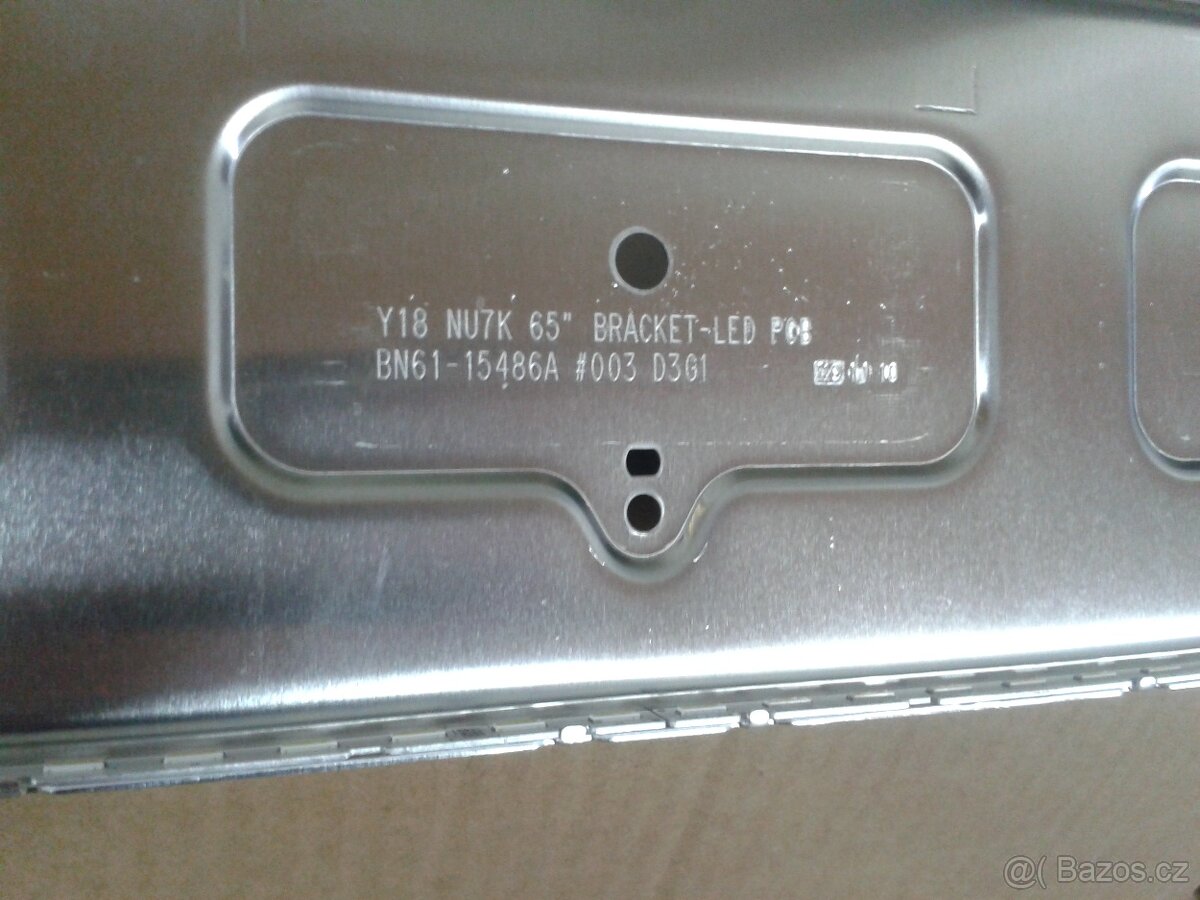 Y18 NU7K 65" BRACKET-LED PCB
BN61-15486A #003 D3G1
@( Bazos.cz